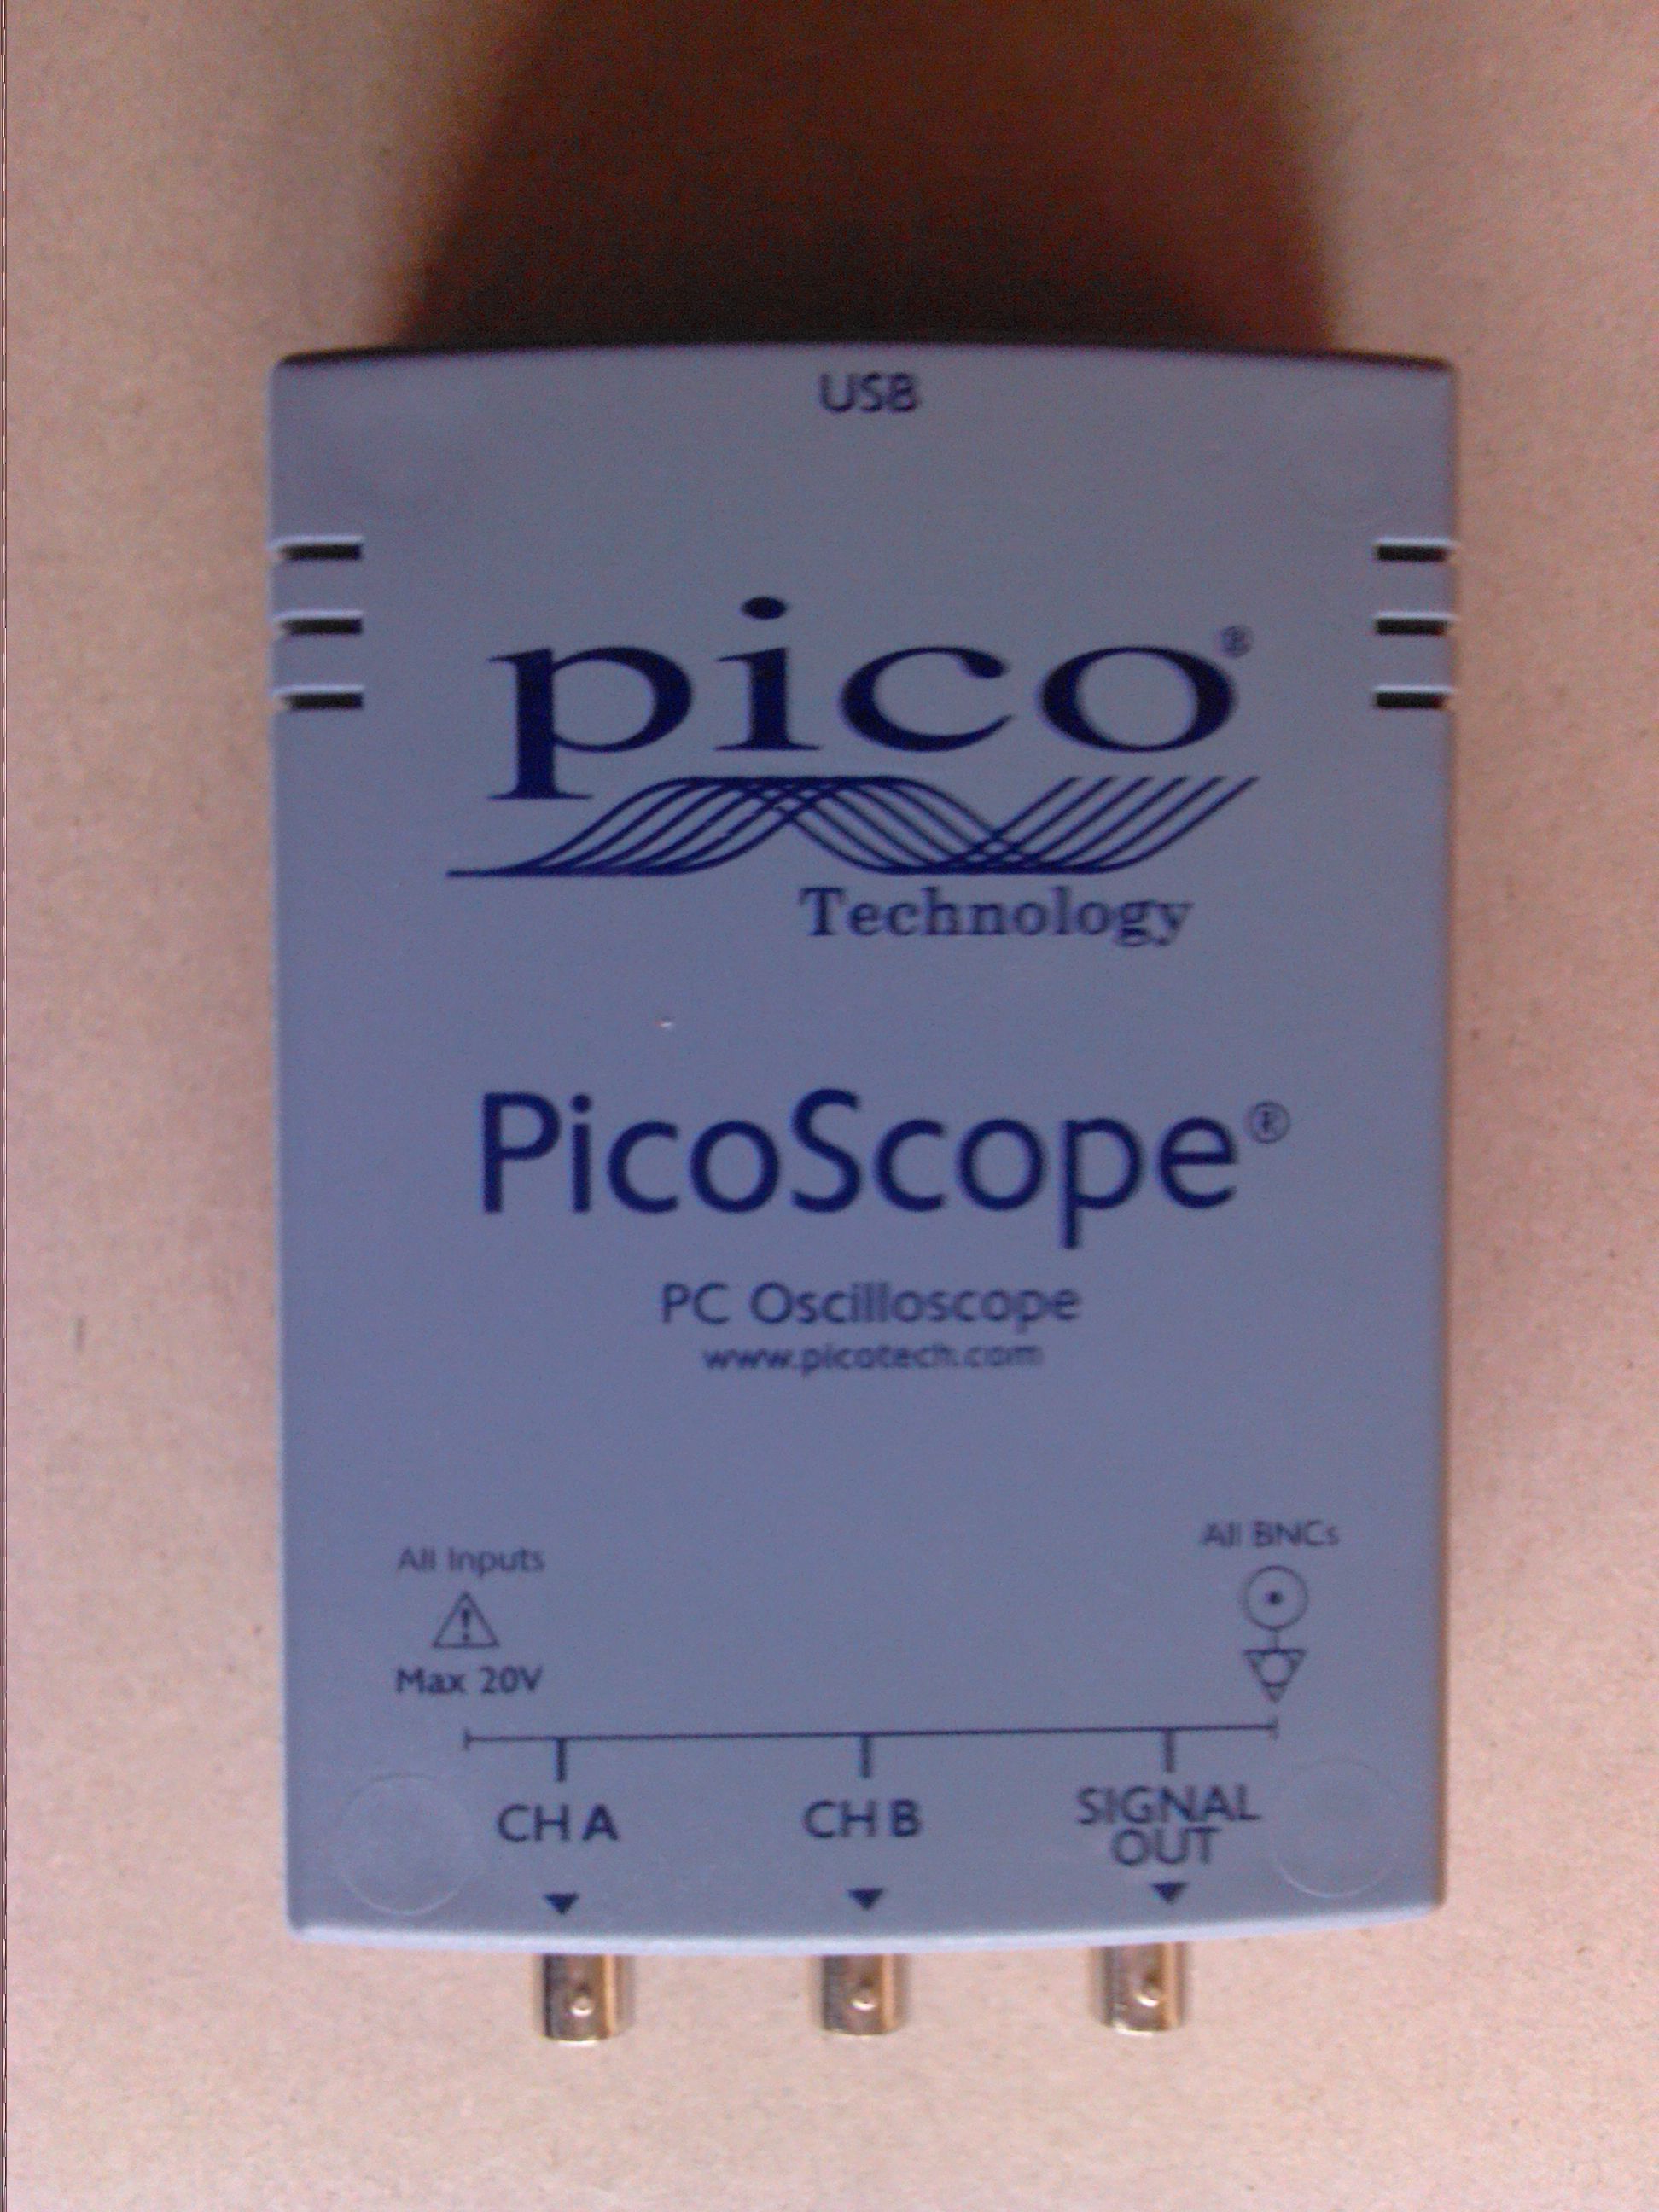 USB
pico®
Technology
PicoScope®
PC Oscilloscope
www.picotech.com
All Inputs
All BNCs
Max 20V
CH A
CH B
SIGNAL
OUT